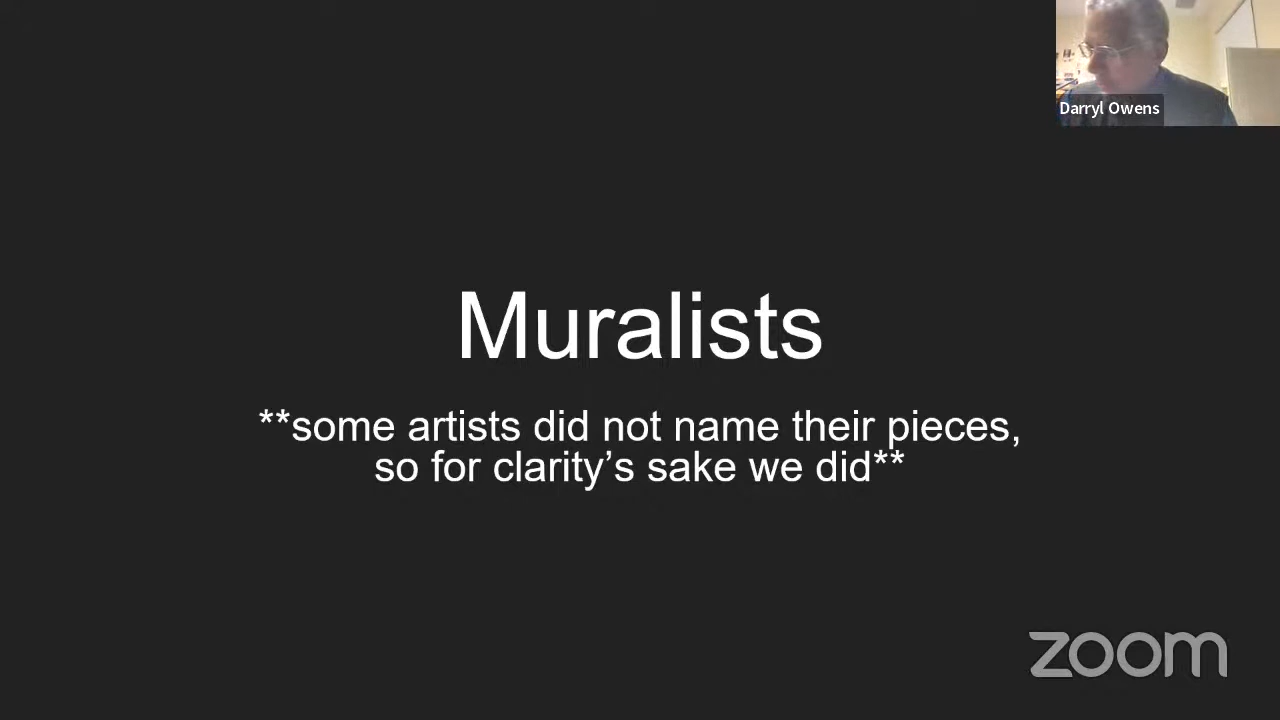 Darryl Owens
Muralists
**some artists did not name their pieces,
so for clarity’s sake we did**
zoom